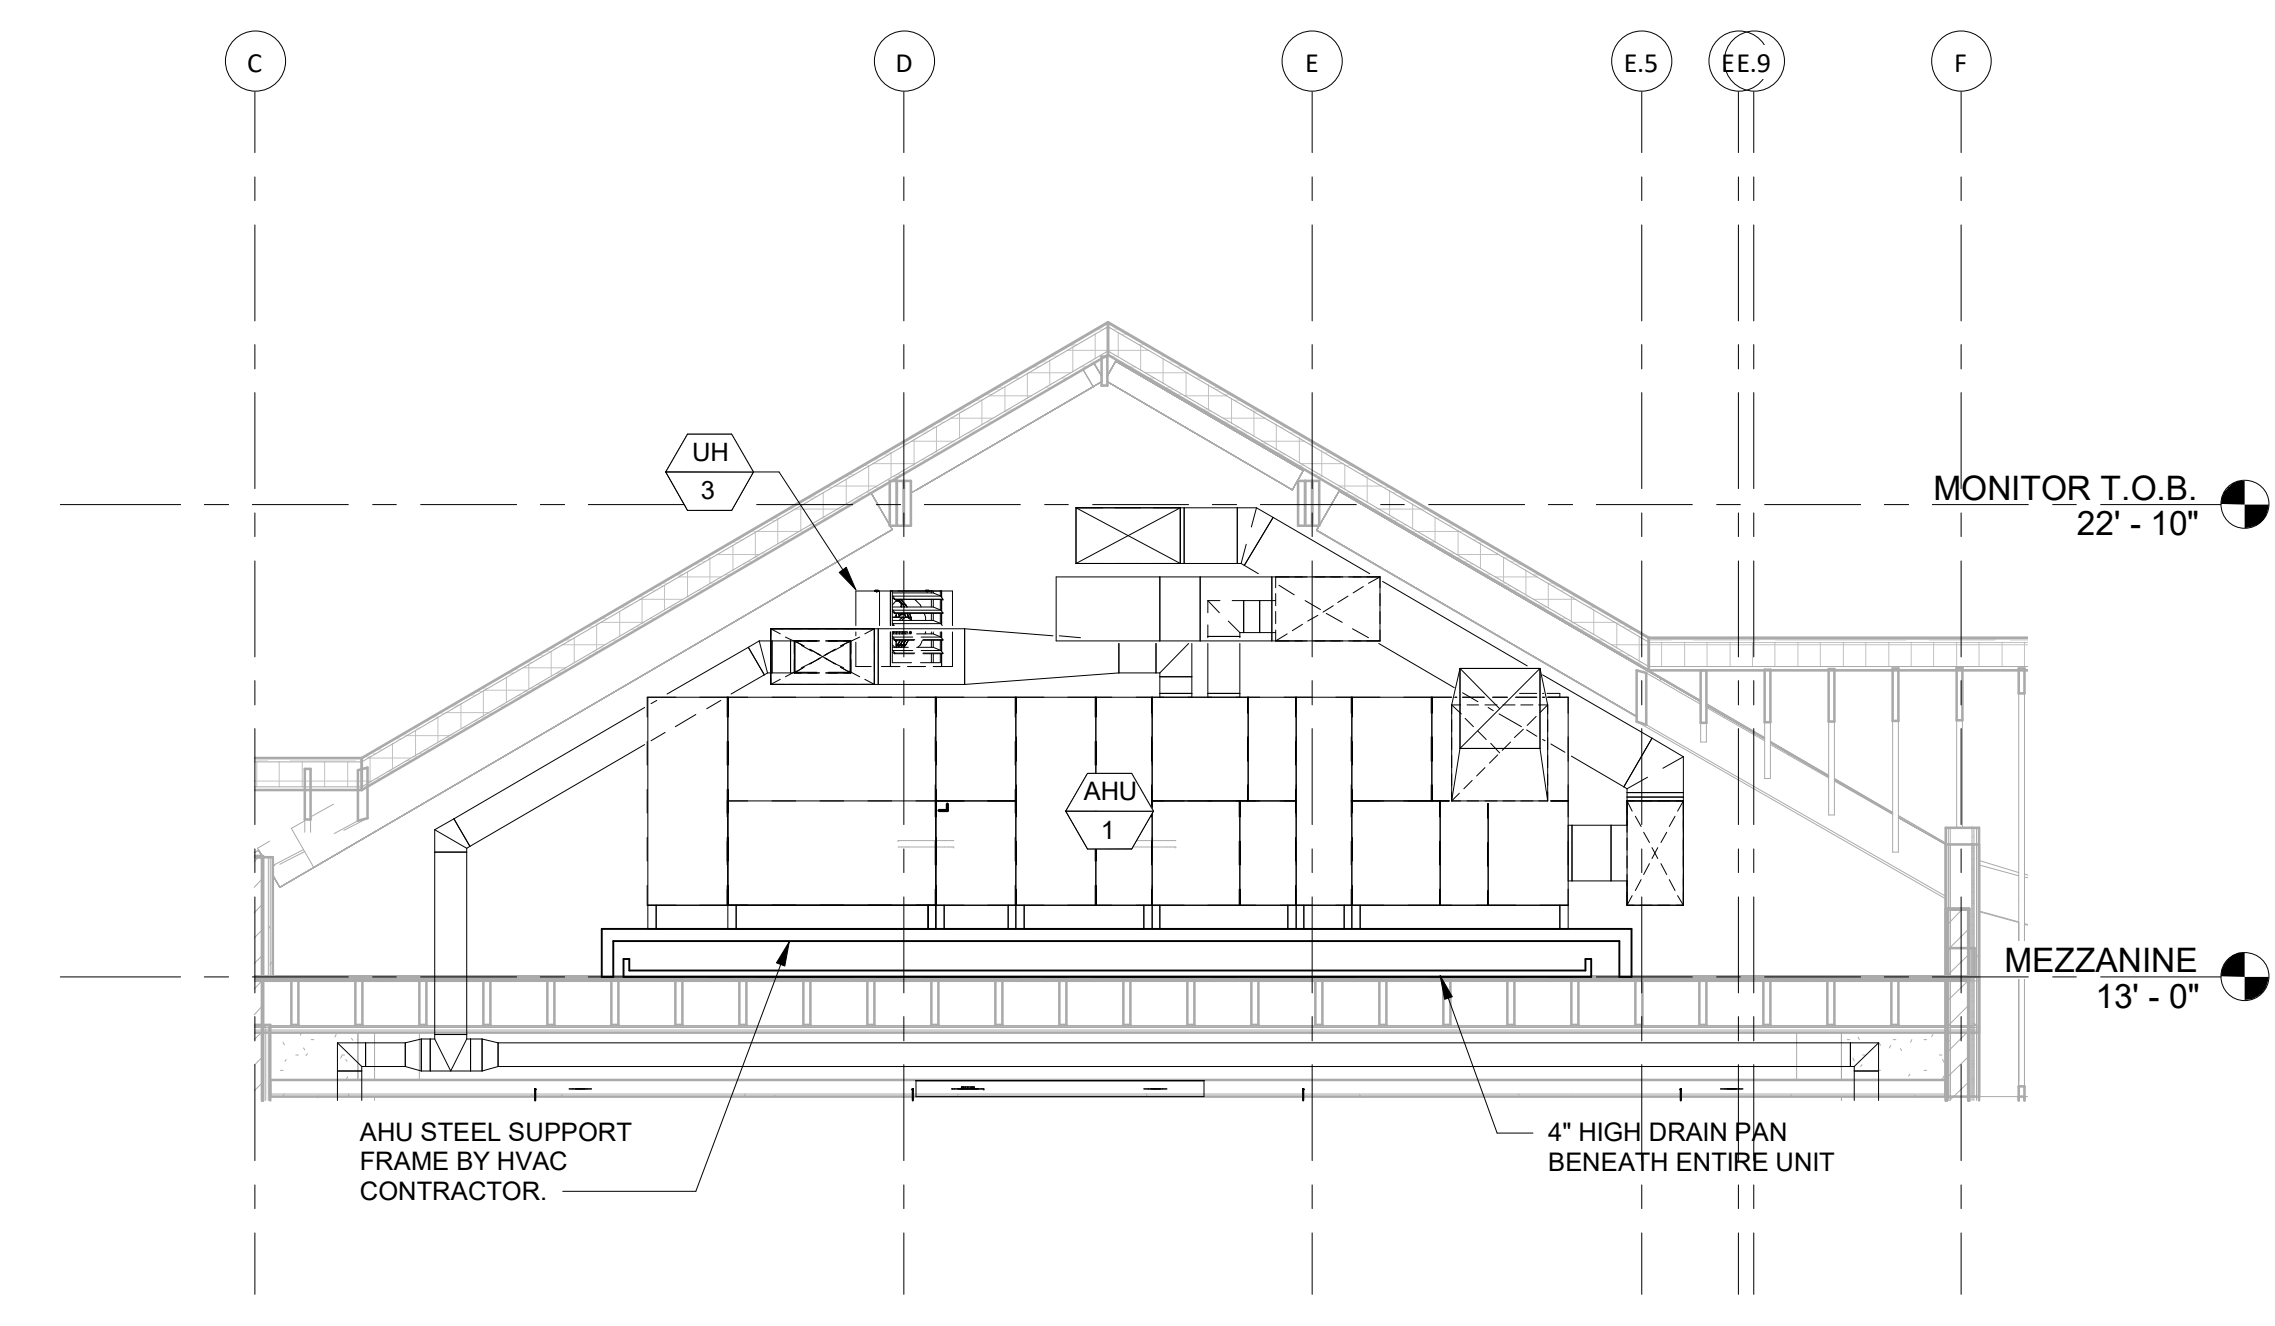 C
D
E
E.5
E
E.9
F
UH
3
MONITOR T.O.B.
22' - 10"
AHU
1
MEZZANINE
13' - 0"
AHU STEEL SUPPORT
FRAME BY HVAC
CONTRACTOR.
4" HIGH DRAIN PAN
BENEATH ENTIRE UNIT